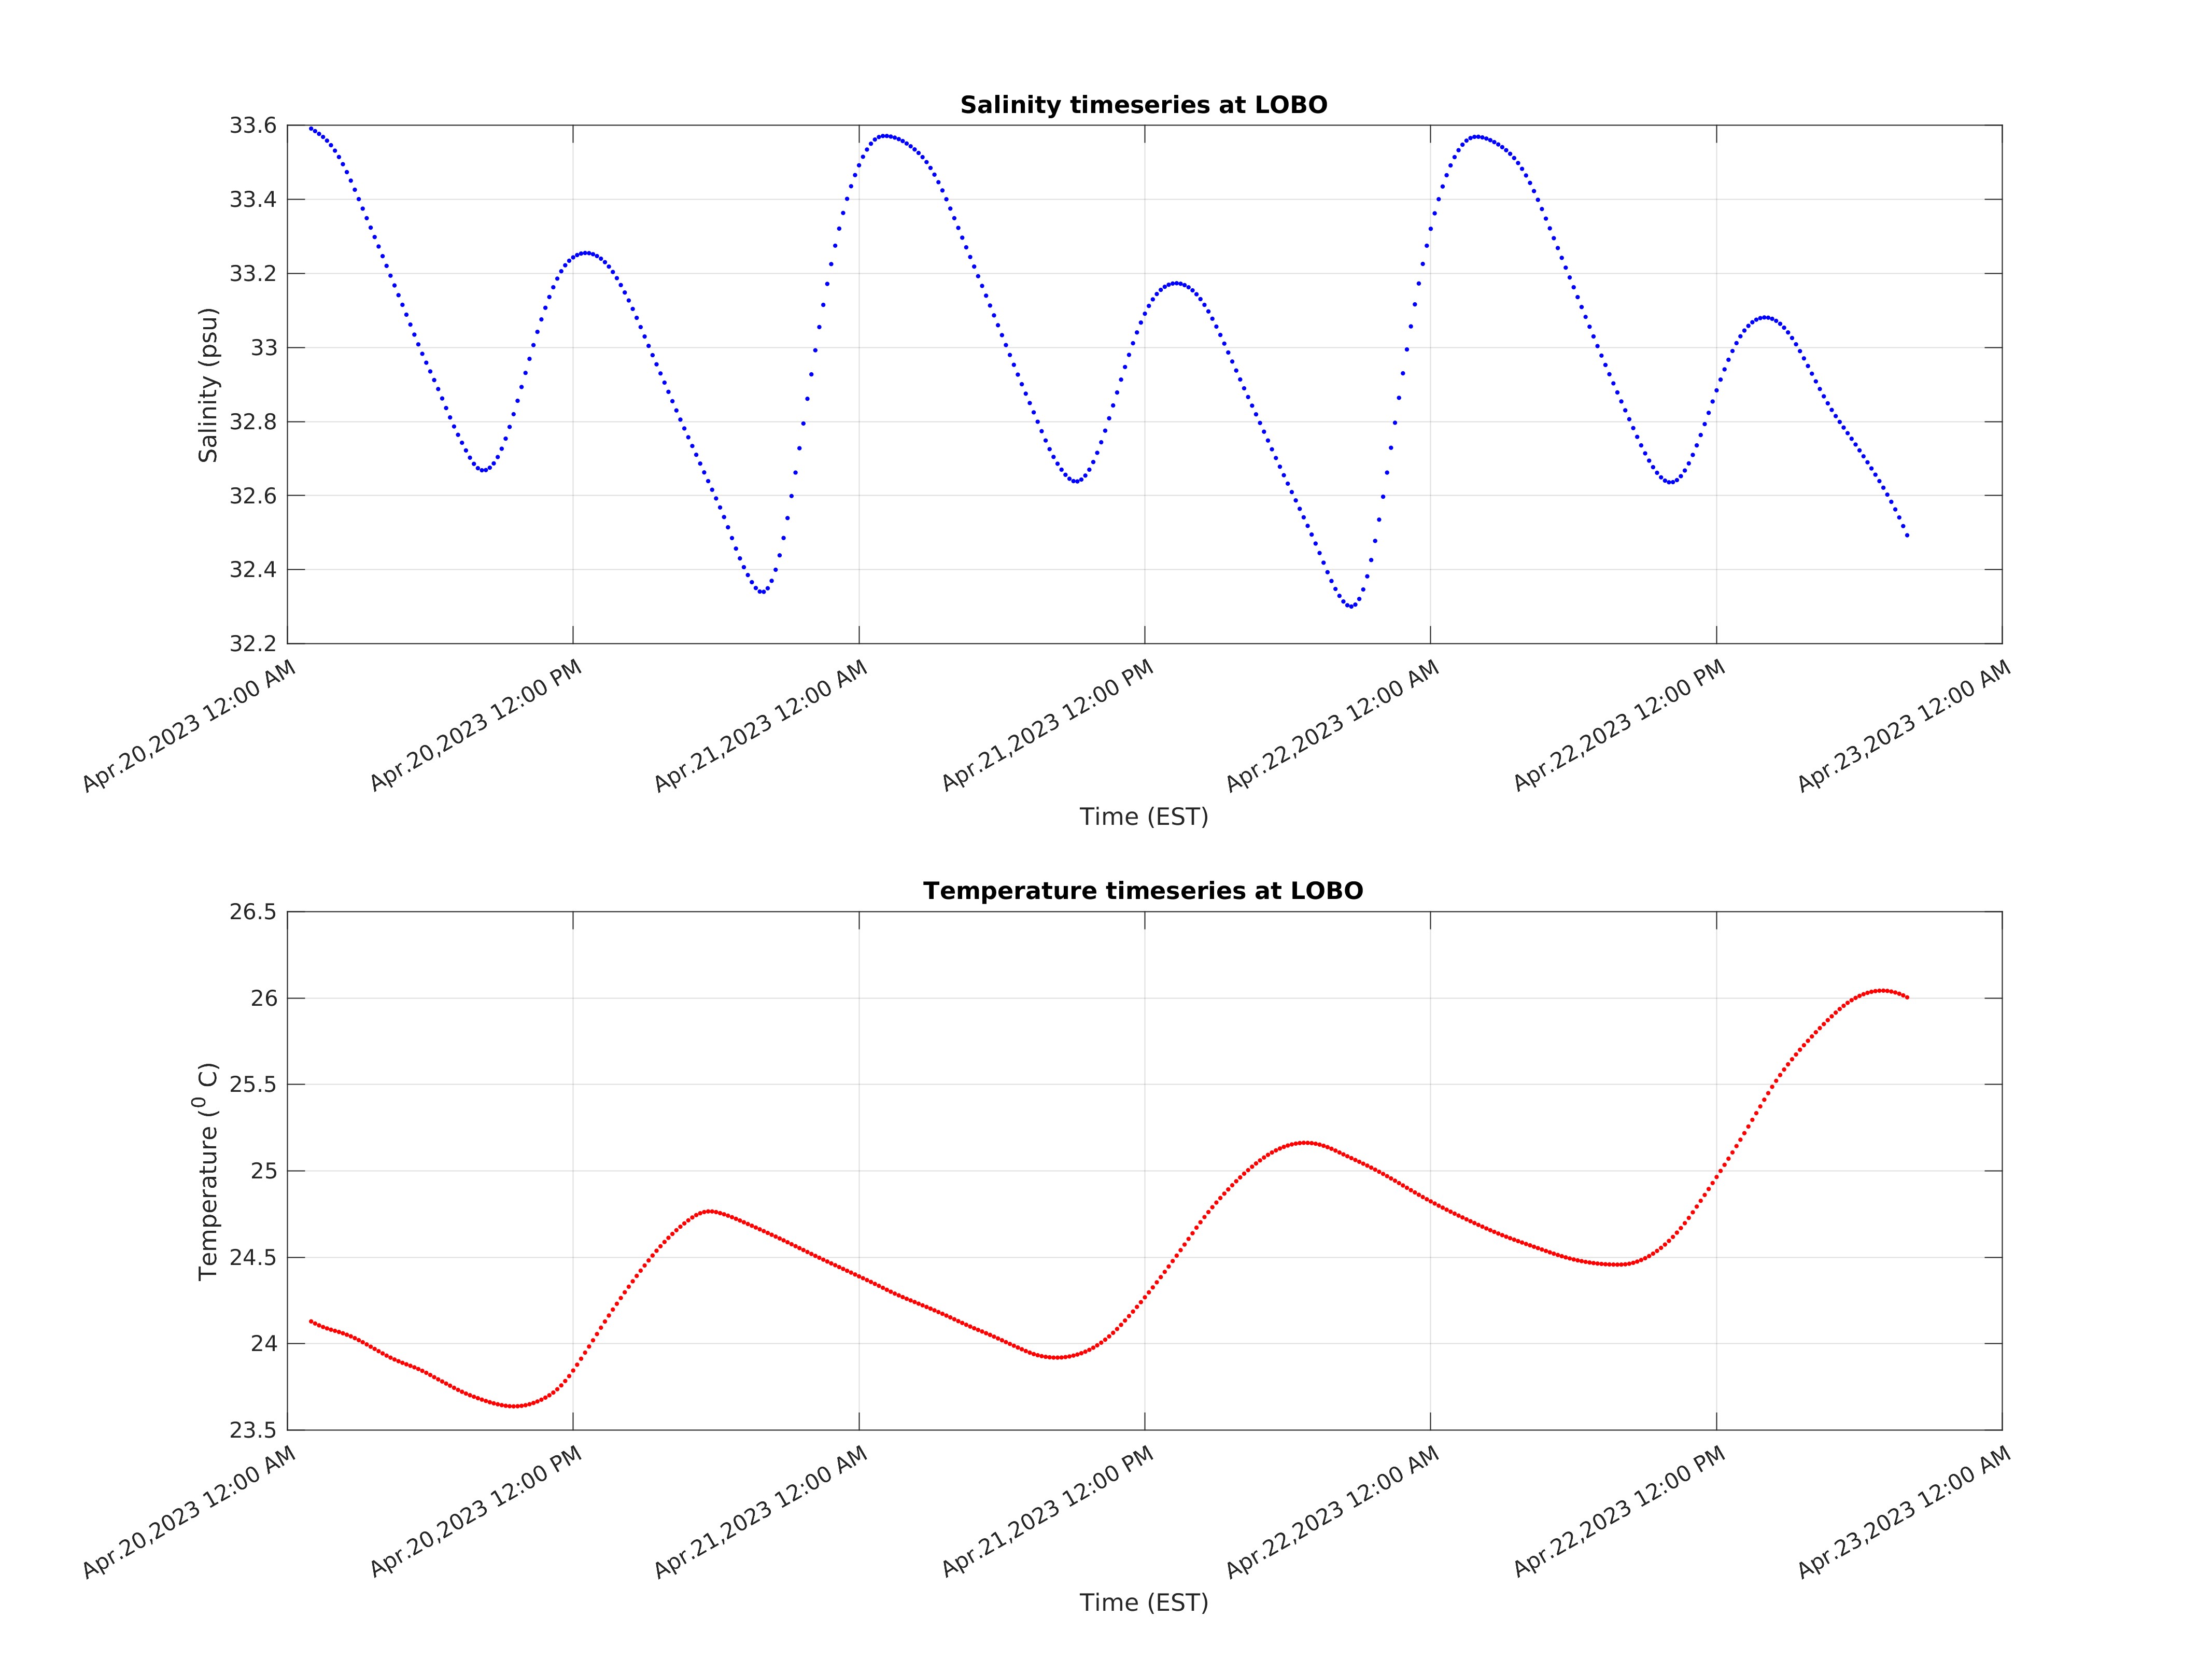 Salinity timeseries at LOBO
Salinity (psu)
33.6
33.4
33.2
33
32.8
32.6
32.4
32.2
Apr.20,2023 12:00 AM
Apr.20,2023 12:00 PM
Apr.21,2023 12:00 AM
Apr.21,2023 12:00 PM
Apr.22,2023 12:00 AM
Apr.22,2023 12:00 PM
Apr.23,2023 12:00 AM
Time (EST)
Temperature timeseries at LOBO
Temperature (⁰ C)
26.5
26
25.5
25
24.5
24
23.5
Apr.20,2023 12:00 AM
Apr.20,2023 12:00 PM
Apr.21,2023 12:00 AM
Apr.21,2023 12:00 PM
Apr.22,2023 12:00 AM
Apr.22,2023 12:00 PM
Apr.23,2023 12:00 AM
Time (EST)